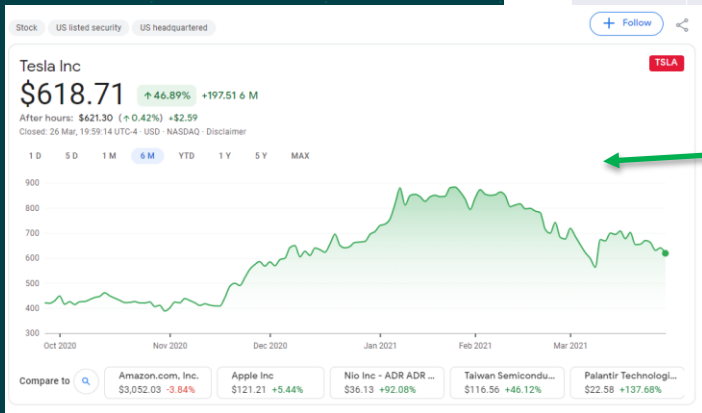 Stock US listed security US headquartered
+ Follow
Tesla Inc
TSLA
$618.71 ↑ 46.89% +197.51 6 M
After hours: $621.30 (↑ 0.42%) +$2.59
Closed: 26 Mar, 19:59:14 UTC-4 · USD · NASDAQ · Disclaimer
1 D 5 D 1 M 6 M YTD 1 Y 5 Y MAX
900
800
700
600
500
400
300
Oct 2020 Nov 2020 Dec 2020 Jan 2021 Feb 2021 Mar 2021
Compare to
Amazon.com, Inc.
$3,052.03 -3.84%
Apple Inc
$121.21 +5.44%
Nio Inc - ADR ADR ...
$36.13 +92.08%
Taiwan Semicondu...
$116.56 +46.12%
Palantir Technologi...
$22.58 +137.68%